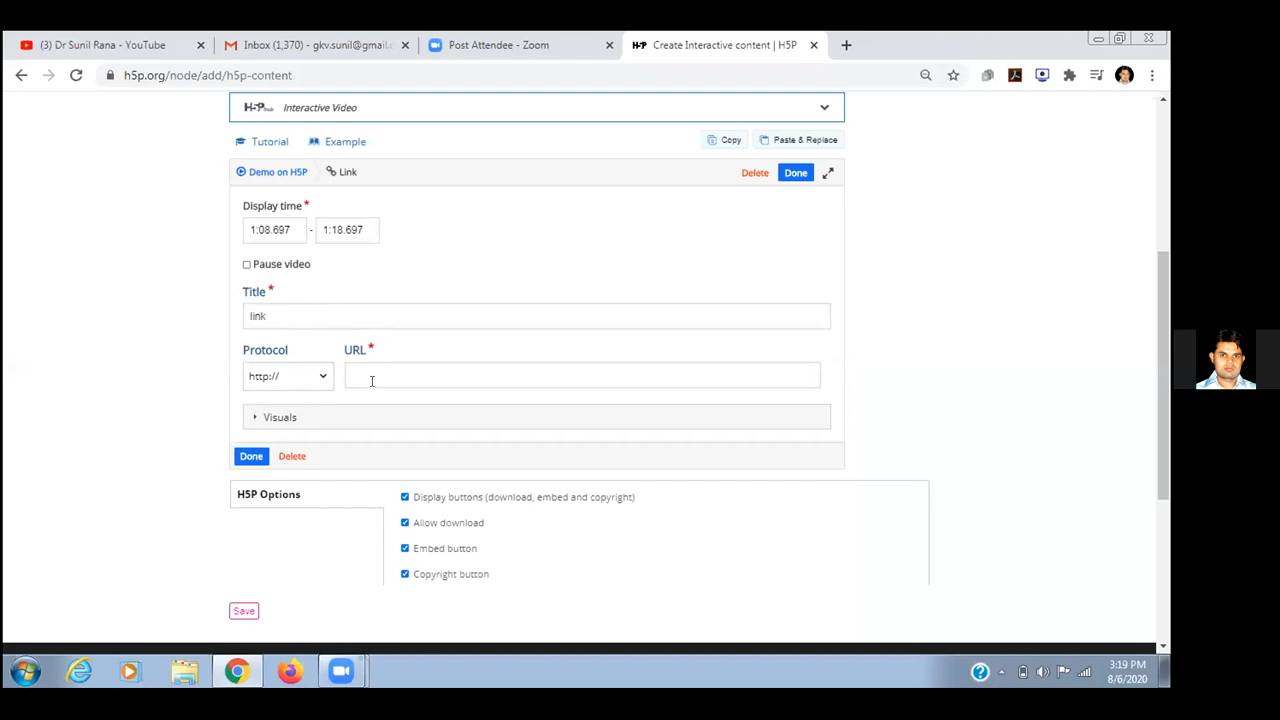 (3) Dr Sunil Rana - YouTube
Inbox (1,370) - gkv.sunil@gmail.c
Post Attendee - Zoom
H5P Create Interactive content | H5P
h5p.org/node/add/h5p-content
H5P hub Interactive Video
Tutorial
Example
Copy
Paste & Replace
Demo on H5P
Link
Delete
Done
Display time *
1:08.697 - 1:18.697
Pause video
Title *
link
Protocol
URL *
http://
Visuals
Done
Delete
H5P Options
Display buttons (download, embed and copyright)
Allow download
Embed button
Copyright button
Save
3:19 PM
8/6/2020